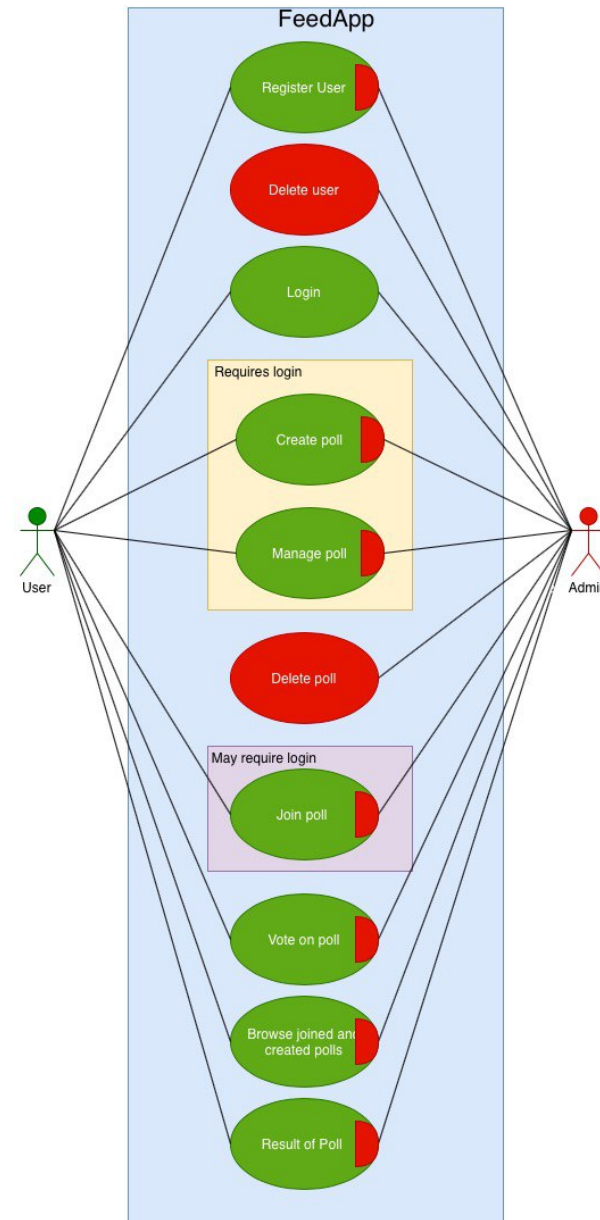 FeedApp
Register User
Delete user
Login
Requires login
Create poll
Manage poll
User
Admin
Delete poll
May require login
Join poll
Vote on poll
Browse joined and
created polls
Result of Poll